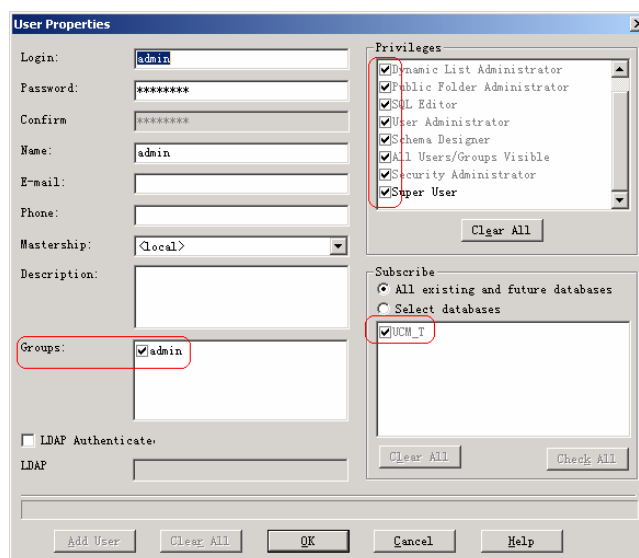 User Properties
Login:
admin
Password:
********
Confirm
********
Name:
admin
E-mail:
Phone:
Mastership:
<local>
Description:
Groups:
admin
LDAP Authenticate
LDAP
Privileges
Dynamic List Administrator
Public Folder Administrator
SQL Editor
User Administrator
Schema Designer
All Users/Groups Visible
Security Administrator
Super User
Clear All
Subscribe
All existing and future databases
Select databases
UCM_T
Clear All
Check All
Add User
Clear All
OK
Cancel
Help